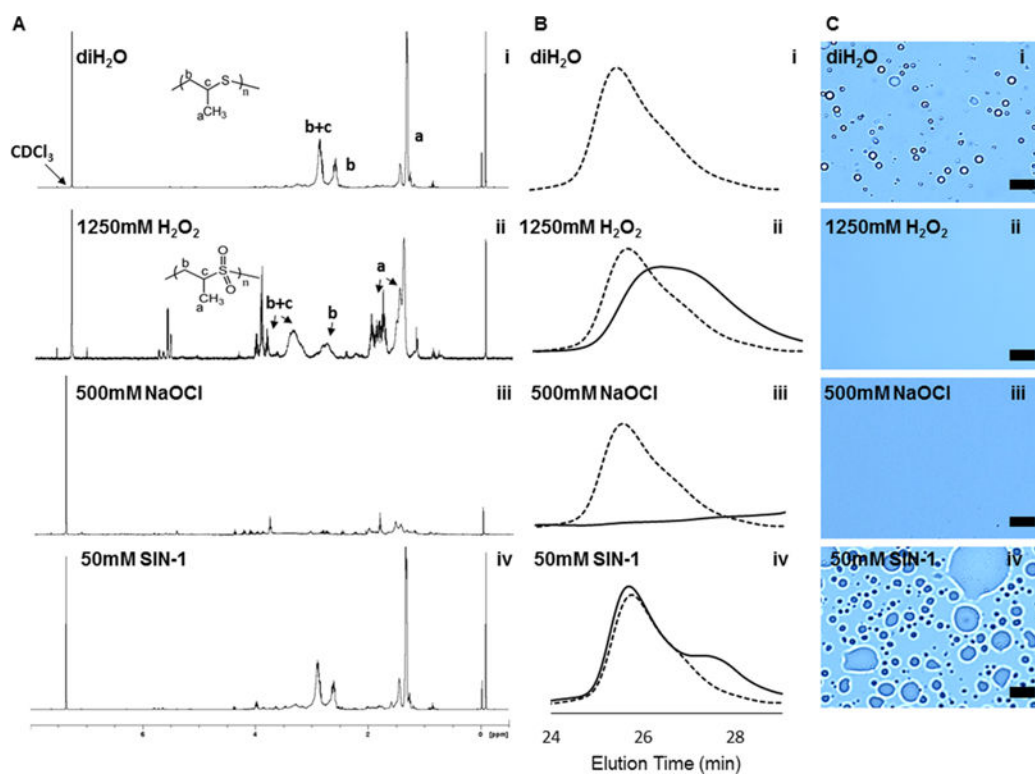 A
diH₂O
i
b
c
S
n
a
CH₃
b+c
b
a
CDCl₃
1250mM H₂O₂
ii
b
c
O
S
O
n
CH₃
a
b+c
b
a
500mM NaOCl
iii
50mM SIN-1
iv
6
4
2
0
[ppm]
B
diH₂O
i
1250mM H₂O₂
ii
500mM NaOCl
iii
50mM SIN-1
iv
24
26
28
Elution Time (min)
C
diH₂O
i
1250mM H₂O₂
ii
500mM NaOCl
iii
50mM SIN-1
iv